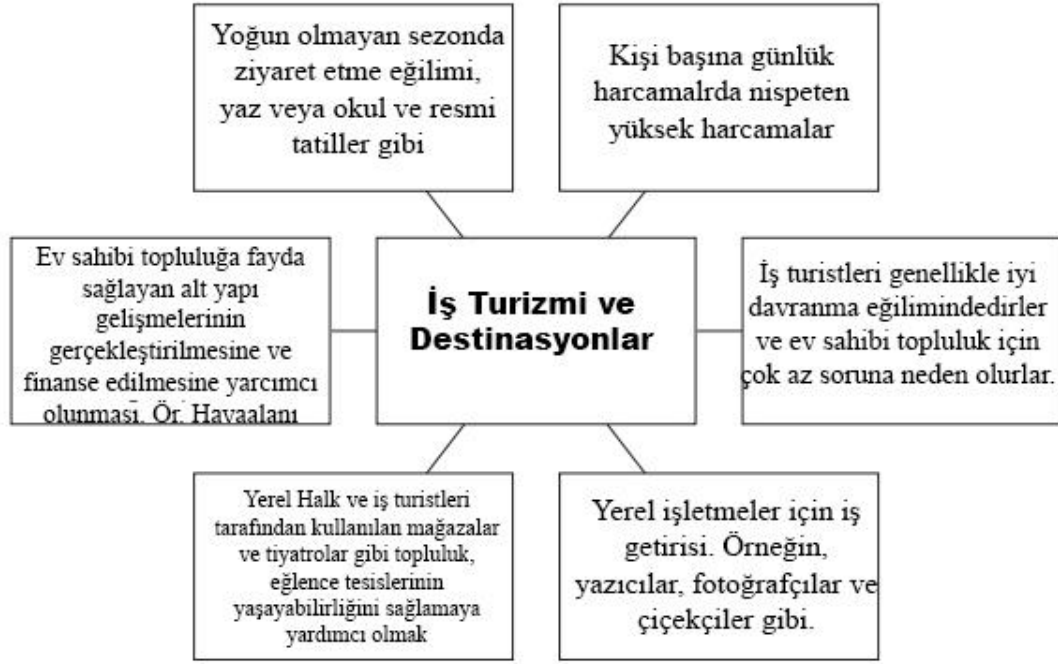 Yoğun olmayan sezonda
ziyaret etme eğilimi,
yaz veya okul ve resmi
tatiller gibi
Kişi başına günlük
harcamalrda nispeten
yüksek harcamalar
Ev sahibi topluluğa fayda
sağlayan alt yapı
gelişmelerinin
gerçekleştirilmesine ve
finanse edilmesine yarcımcı
olunması. Ör. Havaalanı
İş Turizmi ve
Destinasyonlar
İş turistleri genellikle iyi
davranma eğilimindedirler
ve ev sahibi topluluk için
çok az soruna neden olurlar.
Yerel Halk ve iş turistleri
tarafından kullanılan mağazalar
ve tiyatrolar gibi topluluk,
eğlence tesislerinin
yaşayabilirliğini sağlamaya
yardımcı olmak
Yerel işletmeler için iş
getirisi. Örneğin,
yazıcılar, fotoğrafçılar ve
çiçekçiler gibi.